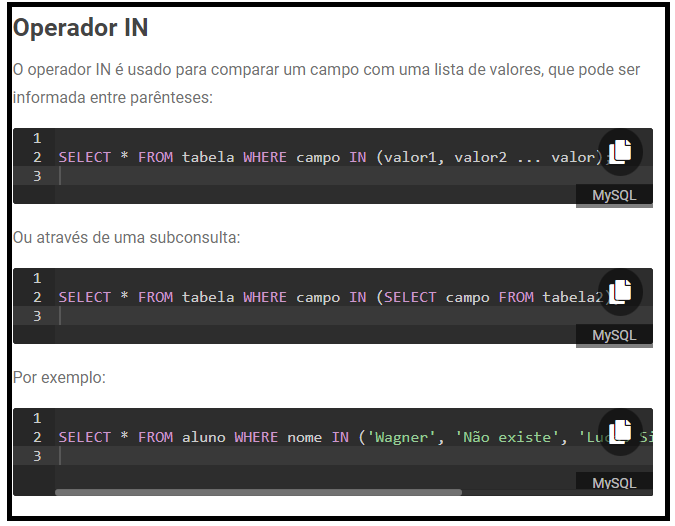 Operador IN
O operador IN é usado para comparar um campo com uma lista de valores, que pode ser
informada entre parênteses:
1
2 SELECT * FROM tabela WHERE campo IN (valor1, valor2 ... valor);
3
MySQL
Ou através de uma subconsulta:
1
2 SELECT * FROM tabela WHERE campo IN (SELECT campo FROM tabela2)
3
MySQL
Por exemplo:
1
2 SELECT * FROM aluno WHERE nome IN ('Wagner', 'Não existe',
3
MySQL